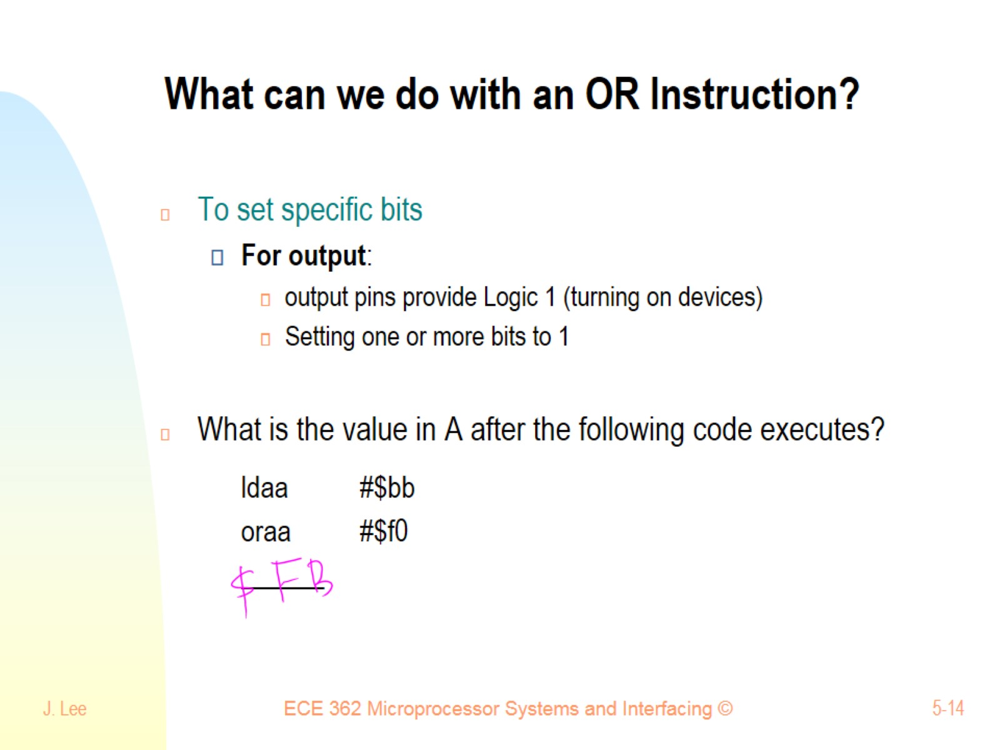 What can we do with an OR Instruction?
To set specific bits
For output:
output pins provide Logic 1 (turning on devices)
Setting one or more bits to 1
What is the value in A after the following code executes?
ldaa #$bb
oraa #$f0
$FB
J. Lee ECE 362 Microprocessor Systems and Interfacing © 5-14